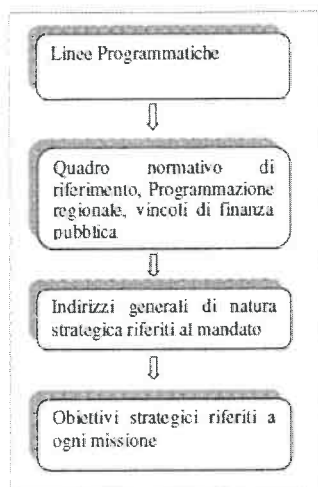 Linee Programmatiche
Quadro normativo di
riferimento, Programmazione
regionale, vincoli di finanza
pubblica
Indirizzi generali di natura
strategica riferiti al mandato
Obiettivi strategici riferiti a
ogni missione